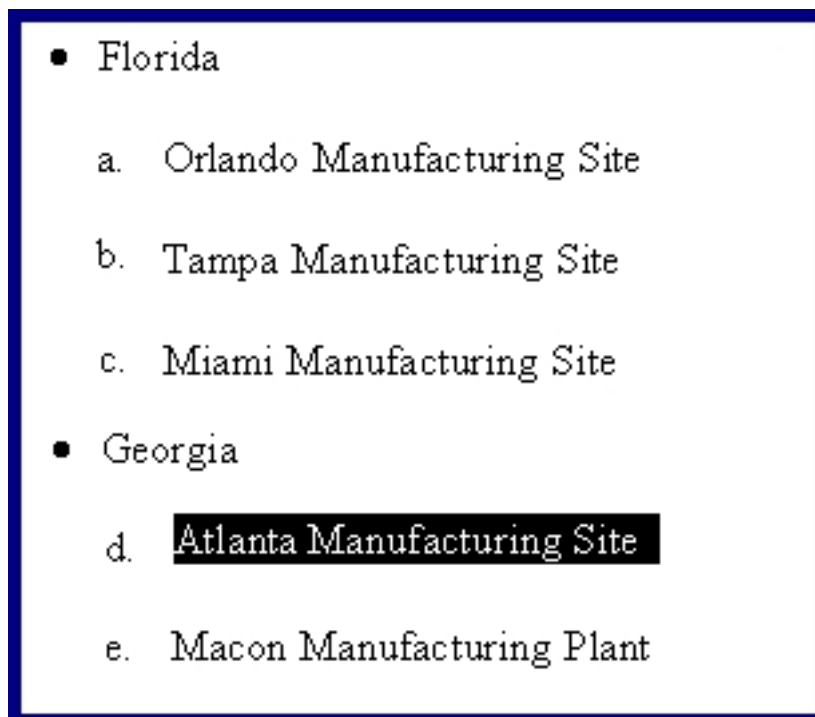 • Florida
a. Orlando Manufacturing Site
b. Tampa Manufacturing Site
c. Miami Manufacturing Site
• Georgia
d. Atlanta Manufacturing Site
e. Macon Manufacturing Plant